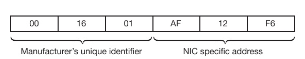 00 16 01 AF 12 F6
Manufacturer's unique identifier NIC specific address